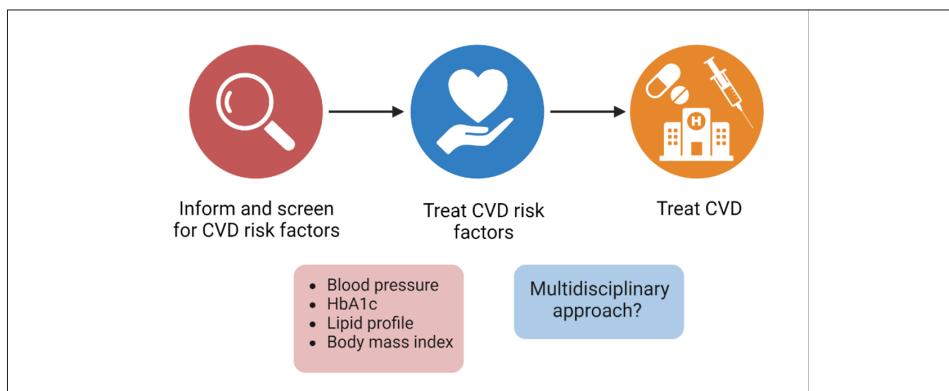 H
Inform and screen
for CVD risk factors
Treat CVD risk
factors
Treat CVD
• Blood pressure
• HbA1c
• Lipid profile
• Body mass index
Multidisciplinary
approach?